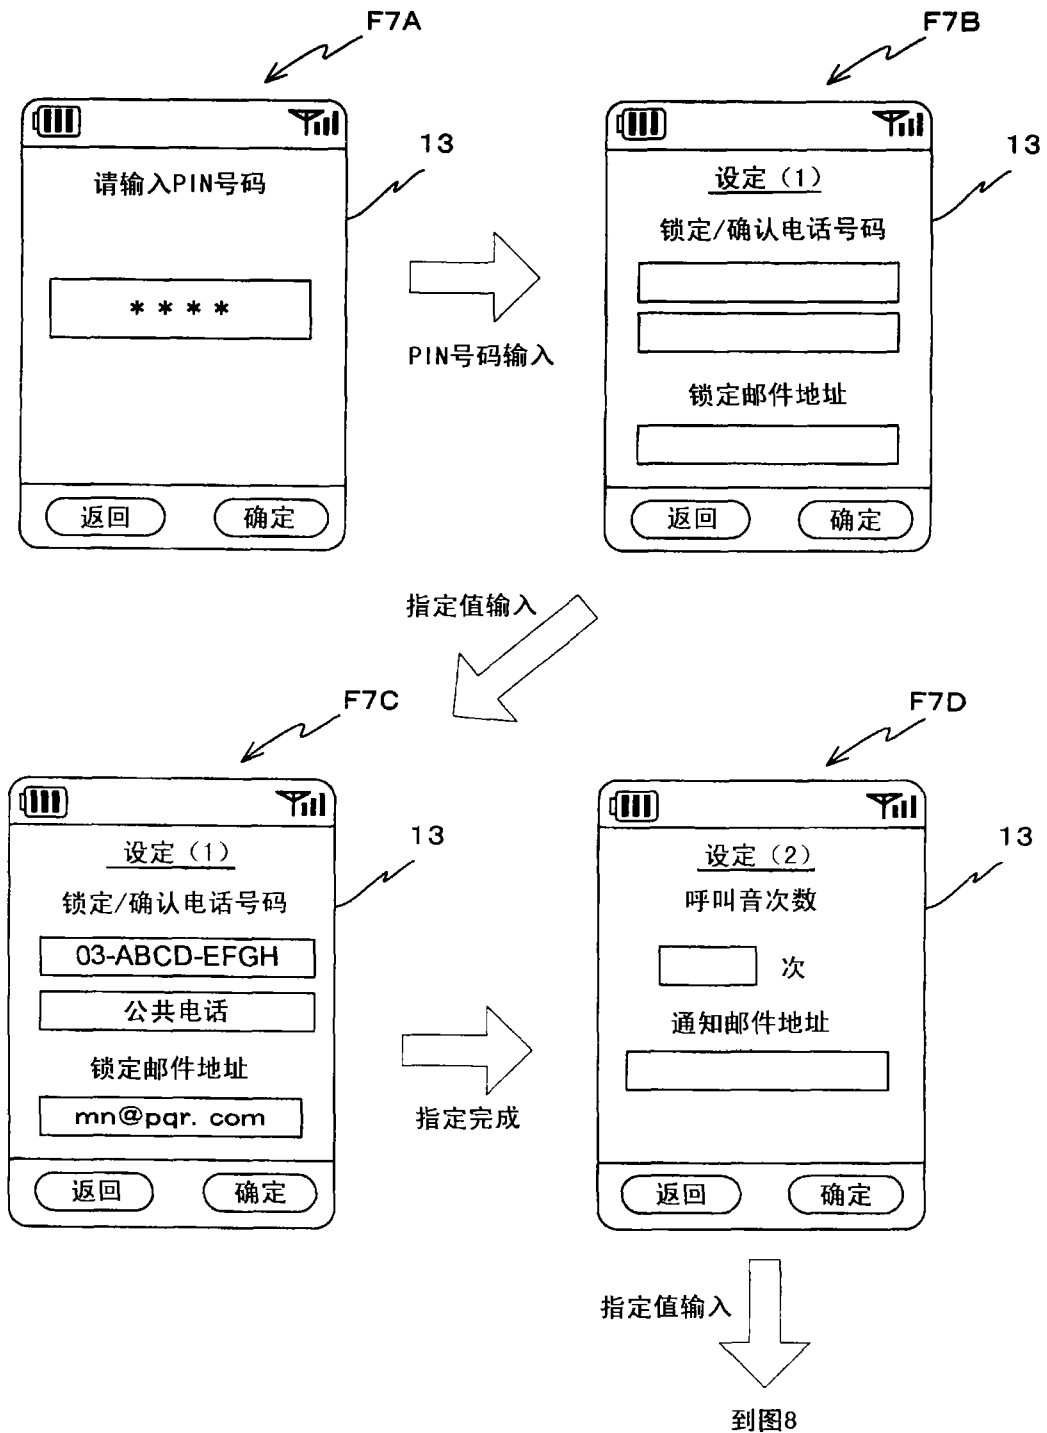 F7A
13
请输入PIN号码
* * * *
返回 确定
PIN号码输入
F7B
13
设定（1）
锁定/确认电话号码
锁定邮件地址
返回 确定
指定值输入
F7C
13
设定（1）
锁定/确认电话号码
03-ABCD-EFGH
公共电话
锁定邮件地址
mn@pqr. com
返回 确定
指定完成
F7D
13
设定（2）
呼叫音次数
次
通知邮件地址
返回 确定
指定值输入
到图8